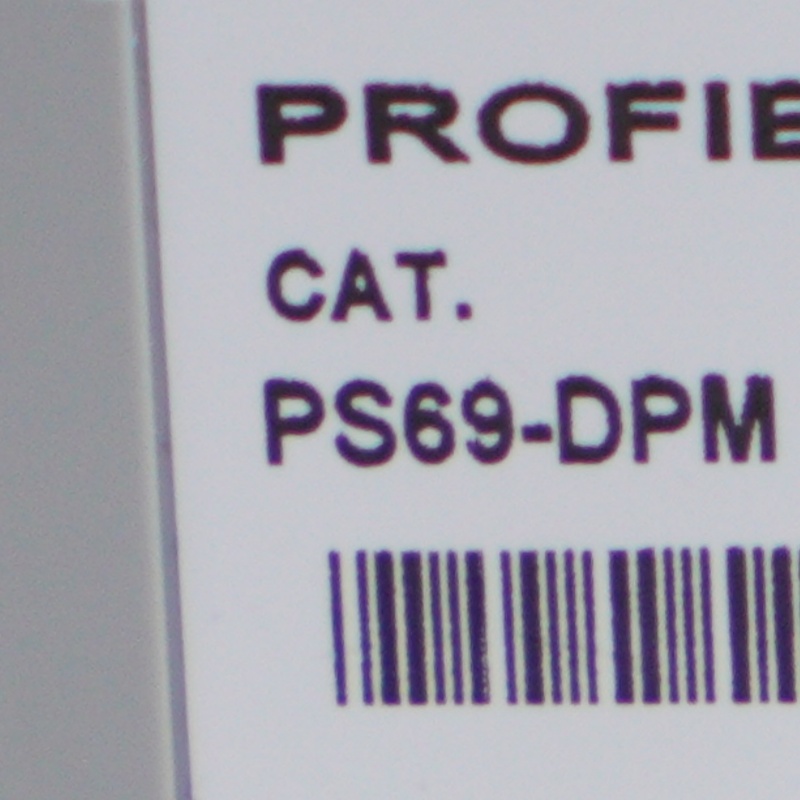 PROFIB
CAT.
PS69-DPM